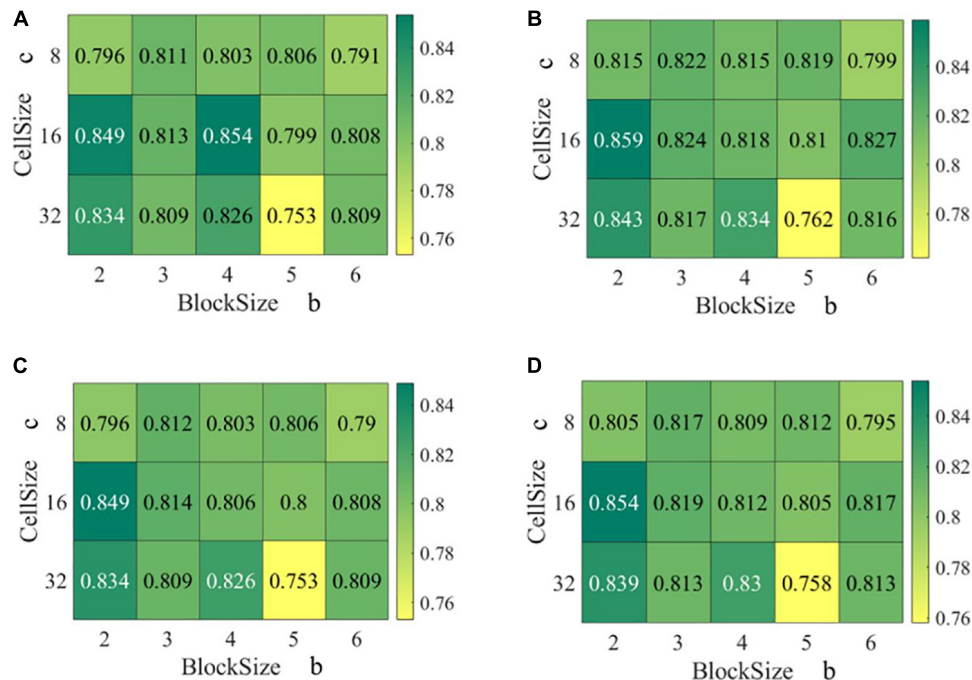 A
c 8 0.796 0.811 0.803 0.806 0.791
CellSize 16 0.849 0.813 0.854 0.799 0.808
32 0.834 0.809 0.826 0.753 0.809
2 3 4 5 6
BlockSize b
0.84
0.82
0.8
0.78
0.76
B
c 8 0.815 0.822 0.815 0.819 0.799
CellSize 16 0.859 0.824 0.818 0.81 0.827
32 0.843 0.817 0.834 0.762 0.816
2 3 4 5 6
BlockSize b
0.84
0.82
0.8
0.78
C
c 8 0.796 0.812 0.803 0.806 0.79
CellSize 16 0.849 0.814 0.806 0.8 0.808
32 0.834 0.809 0.826 0.753 0.809
2 3 4 5 6
BlockSize b
0.84
0.82
0.8
0.78
0.76
D
c 8 0.805 0.817 0.809 0.812 0.795
CellSize 16 0.854 0.819 0.812 0.805 0.817
32 0.839 0.813 0.83 0.758 0.813
2 3 4 5 6
BlockSize b
0.84
0.82
0.8
0.78
0.76